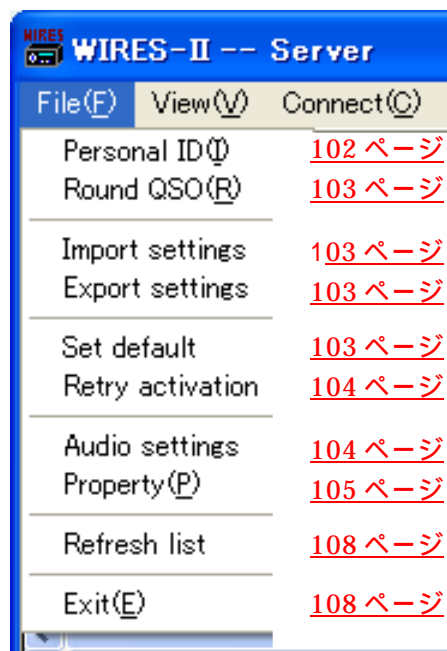 WIRES
WIRES-II -- Server
File(F) View(V) Connect(C)
Personal ID(I) 102 ページ
Round QSO(R) 103 ページ
Import settings 103 ページ
Export settings 103 ページ
Set default 103 ページ
Retry activation 104 ページ
Audio settings 104 ページ
Property(P) 105 ページ
Refresh list 108 ページ
Exit(E) 108 ページ